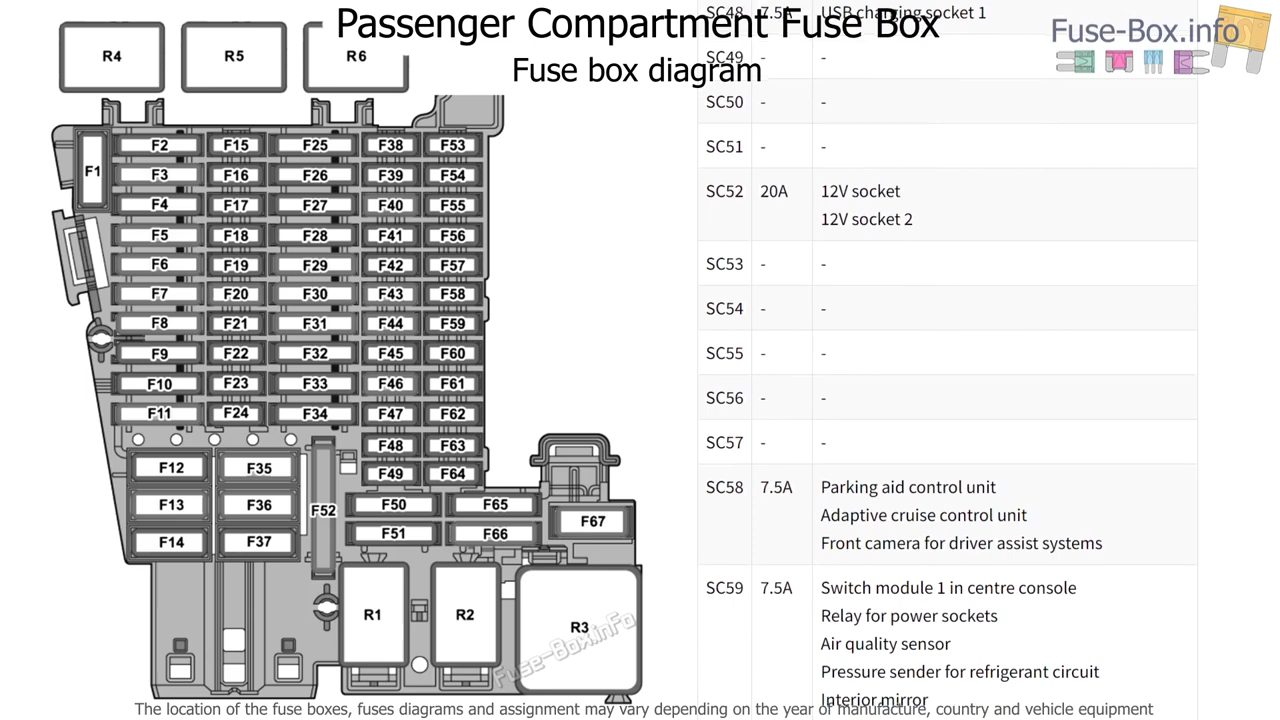 Passenger Compartment Fuse Box
Fuse box diagram
Fuse-Box.info
R4 R5 R6
F1
F2 F15 F25 F38 F53
F3 F16 F26 F39 F54
F4 F17 F27 F40 F55
F5 F18 F28 F41 F56
F6 F19 F29 F42 F57
F7 F20 F30 F43 F58
F8 F21 F31 F44 F59
F9 F22 F32 F45 F60
F10 F23 F33 F46 F61
F11 F24 F34 F47 F62
F48 F63
F12 F35 F49 F64
F13 F36 F52 F50 F65
F14 F37 F51 F66 F67
R1 R2 R3
Fuse-Box.inFo
SC48 7.5A USB charging socket 1
SC49 - -
SC50 - -
SC51 - -
SC52 20A 12V socket
12V socket 2
SC53 - -
SC54 - -
SC55 - -
SC56 - -
SC57 - -
SC58 7.5A Parking aid control unit
Adaptive cruise control unit
Front camera for driver assist systems
SC59 7.5A Switch module 1 in centre console
Relay for power sockets
Air quality sensor
Pressure sender for refrigerant circuit
Interior mirror
The location of the fuse boxes, fuses diagrams and assignment may vary depending on the year of manufacture, country and vehicle equipment